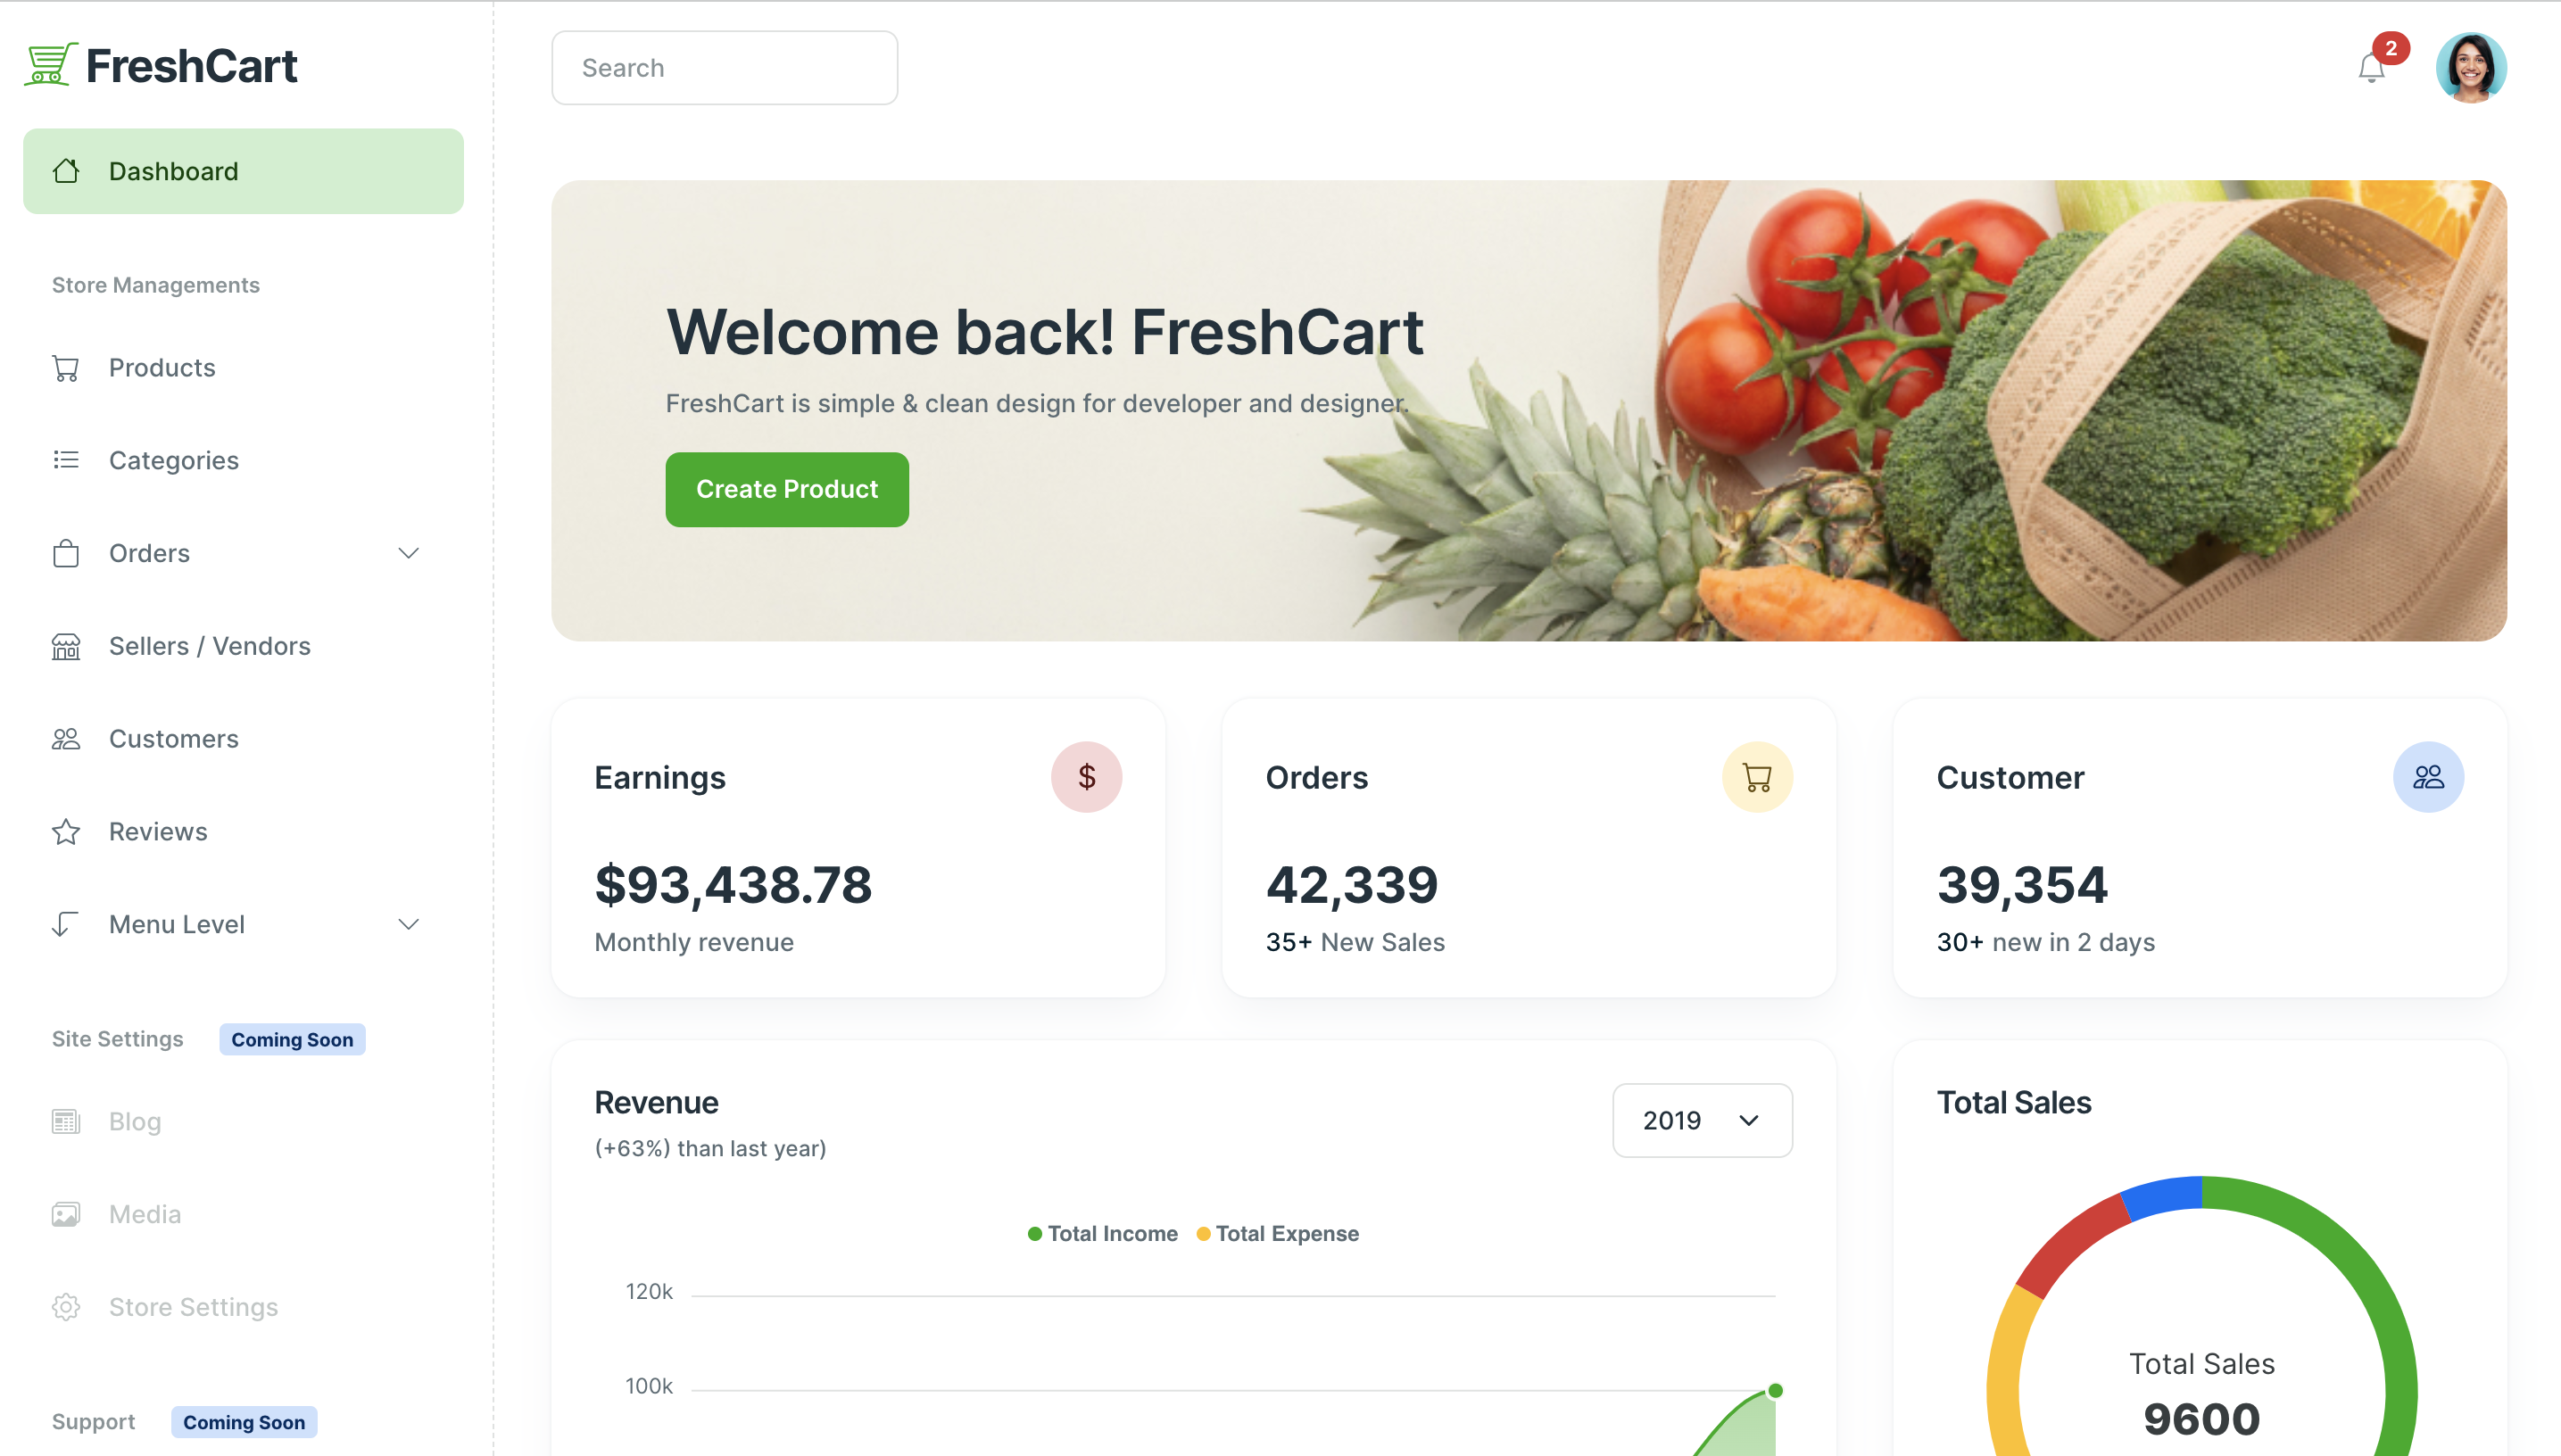 FreshCart
Dashboard
Store Managements
Products
Categories
Orders
Sellers / Vendors
Customers
Reviews
Menu Level
Site Settings
Coming Soon
Blog
Media
Store Settings
Support
Coming Soon
Search
2
Welcome back! FreshCart
FreshCart is simple & clean design for developer and designer.
Create Product
Earnings
$
$93,438.78
Monthly revenue
Orders
42,339
35+ New Sales
Customer
39,354
30+ new in 2 days
Revenue
(+63%) than last year)
2019
Total Income
Total Expense
120k
100k
Total Sales
Total Sales
9600